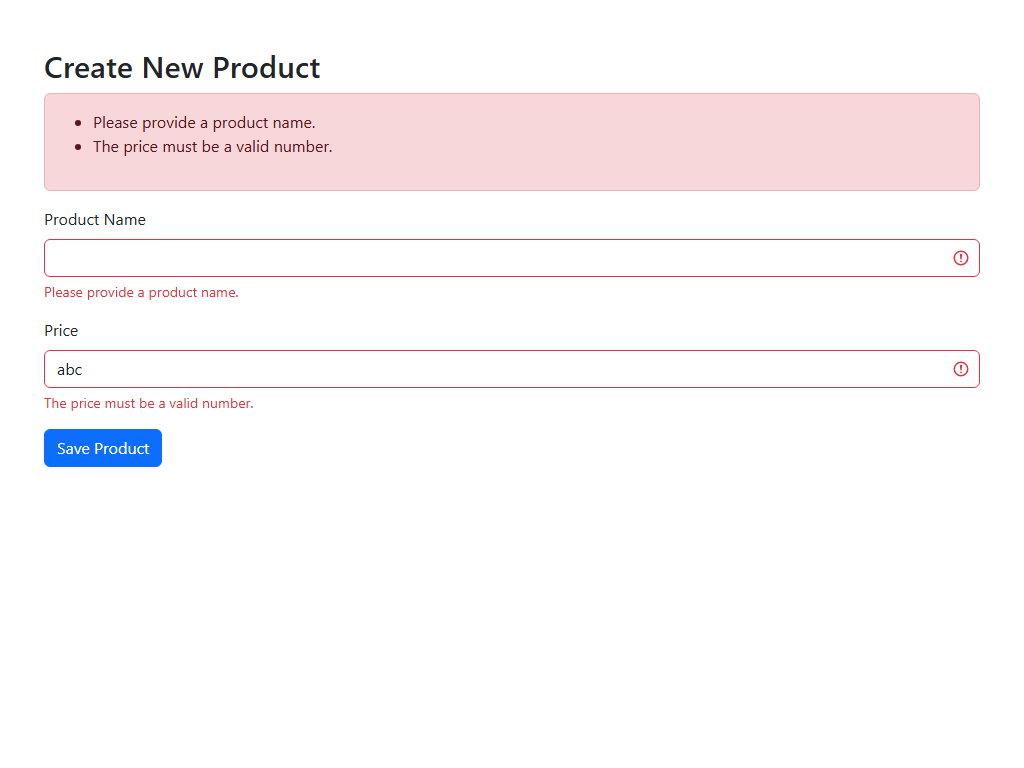 Create New Product
Please provide a product name.
The price must be a valid number.
Product Name
Please provide a product name.
Price
abc
The price must be a valid number.
Save Product